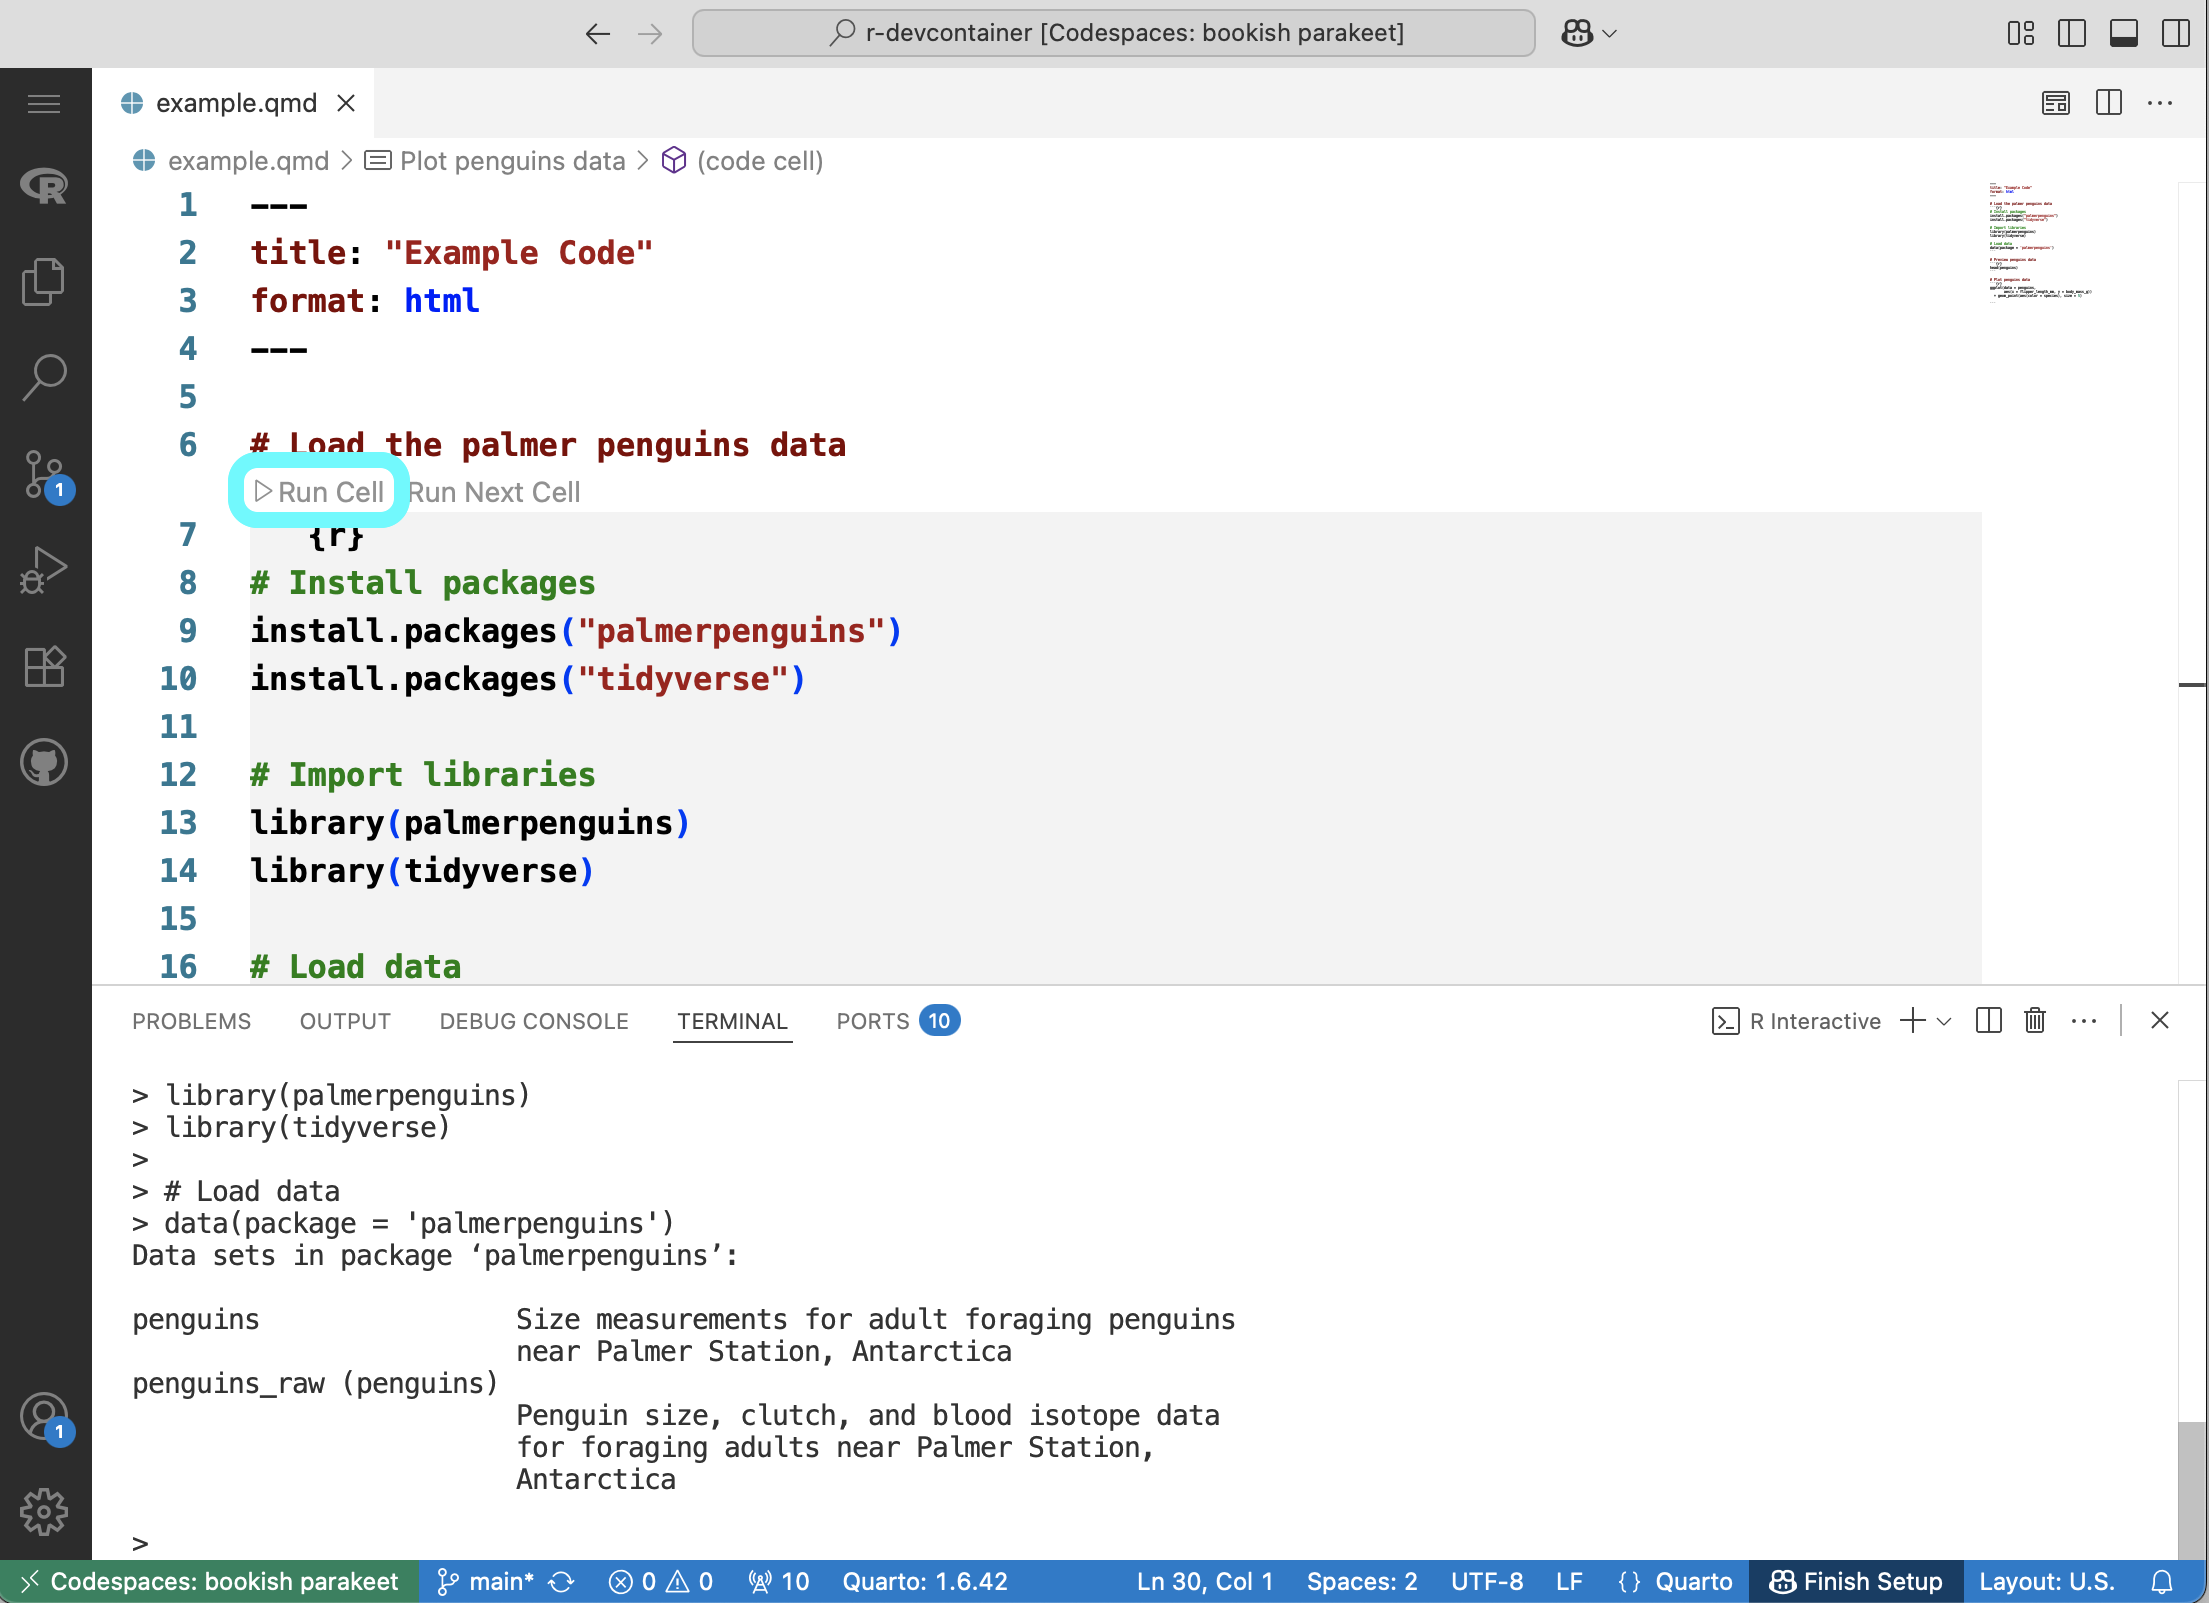 r-devcontainer [Codespaces: bookish parakeet]
example.qmd
example.qmd > Plot penguins data > (code cell)
1 ---
2 title: "Example Code"
3 format: html
4 ---
5
6 # Load the palmer penguins data
Run Cell Run Next Cell
7 {r}
8 # Install packages
9 install.packages("palmerpenguins")
10 install.packages("tidyverse")
11
12 # Import libraries
13 library(palmerpenguins)
14 library(tidyverse)
15
16 # Load data
1
1
PROBLEMS OUTPUT DEBUG CONSOLE TERMINAL PORTS 10 R Interactive
> library(palmerpenguins)
> library(tidyverse)
>
> # Load data
> data(package = 'palmerpenguins')
Data sets in package ‘palmerpenguins’:
penguins Size measurements for adult foraging penguins
near Palmer Station, Antarctica
penguins_raw (penguins)
Penguin size, clutch, and blood isotope data
for foraging adults near Palmer Station,
Antarctica
>
Codespaces: bookish parakeet main* 0 0 10 Quarto: 1.6.42 Ln 30, Col 1 Spaces: 2 UTF-8 LF {} Quarto Finish Setup Layout: U.S.